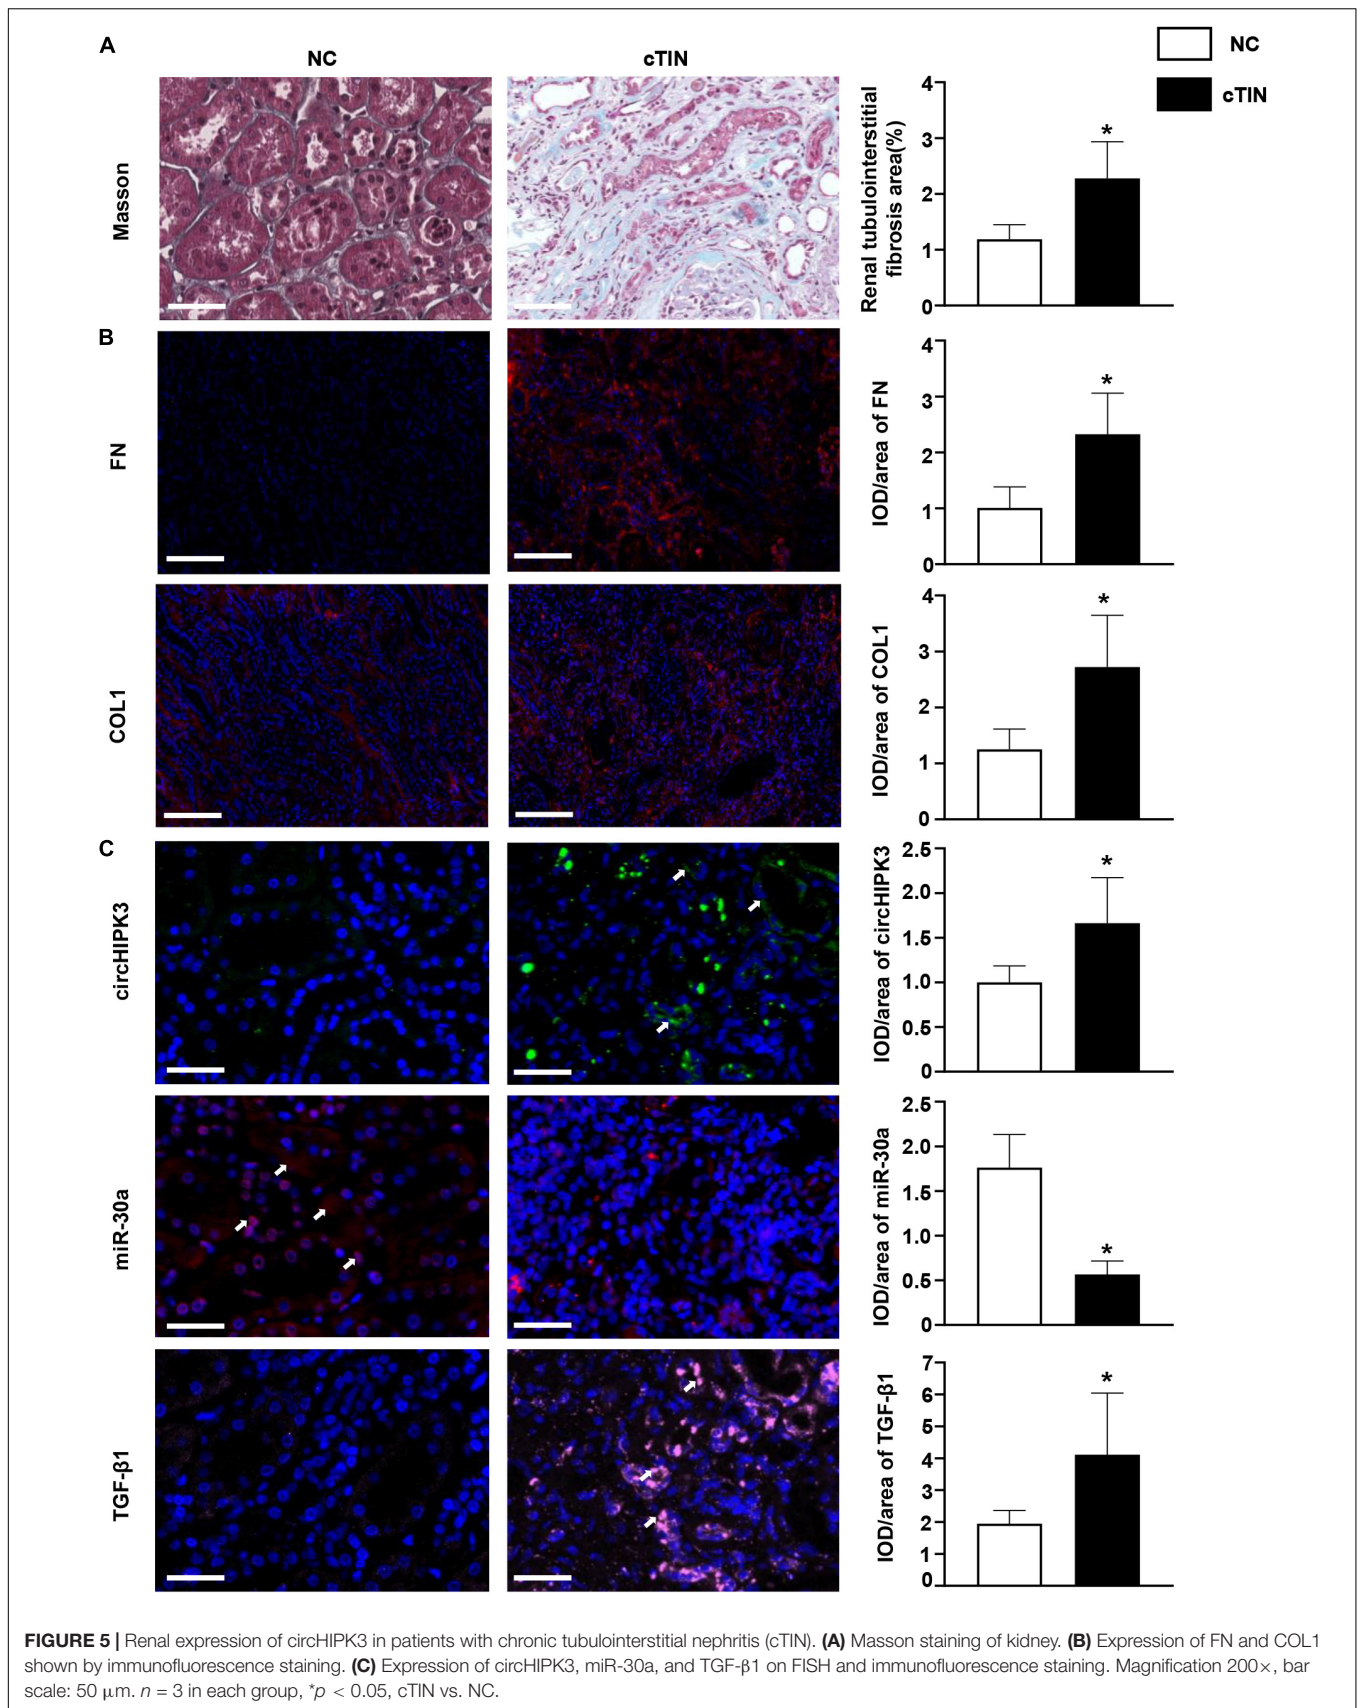 A
NC
cTIN
NC
cTIN
Masson
Renal tubulointerstitial
fibrosis area(%)
4
3
2
1
0
*
B
FN
IOD/area of FN
4
3
2
1
0
*
COL1
IOD/area of COL1
4
3
2
1
0
*
C
circHIPK3
IOD/area of circHIPK3
2.5
2.0
1.5
1.0
0.5
0
*
miR-30a
IOD/area of miR-30a
2.5
2.0
1.5
1.0
0.5
0
*
TGF-β1
IOD/area of TGF-β1
7
6
5
4
3
2
1
0
*
FIGURE 5 | Renal expression of circHIPK3 in patients with chronic tubulointerstitial nephritis (cTIN). (A) Masson staining of kidney. (B) Expression of FN and COL1
shown by immunofluorescence staining. (C) Expression of circHIPK3, miR-30a, and TGF-β1 on FISH and immunofluorescence staining. Magnification 200×, bar
scale: 50 μm. n = 3 in each group, *p < 0.05, cTIN vs. NC.